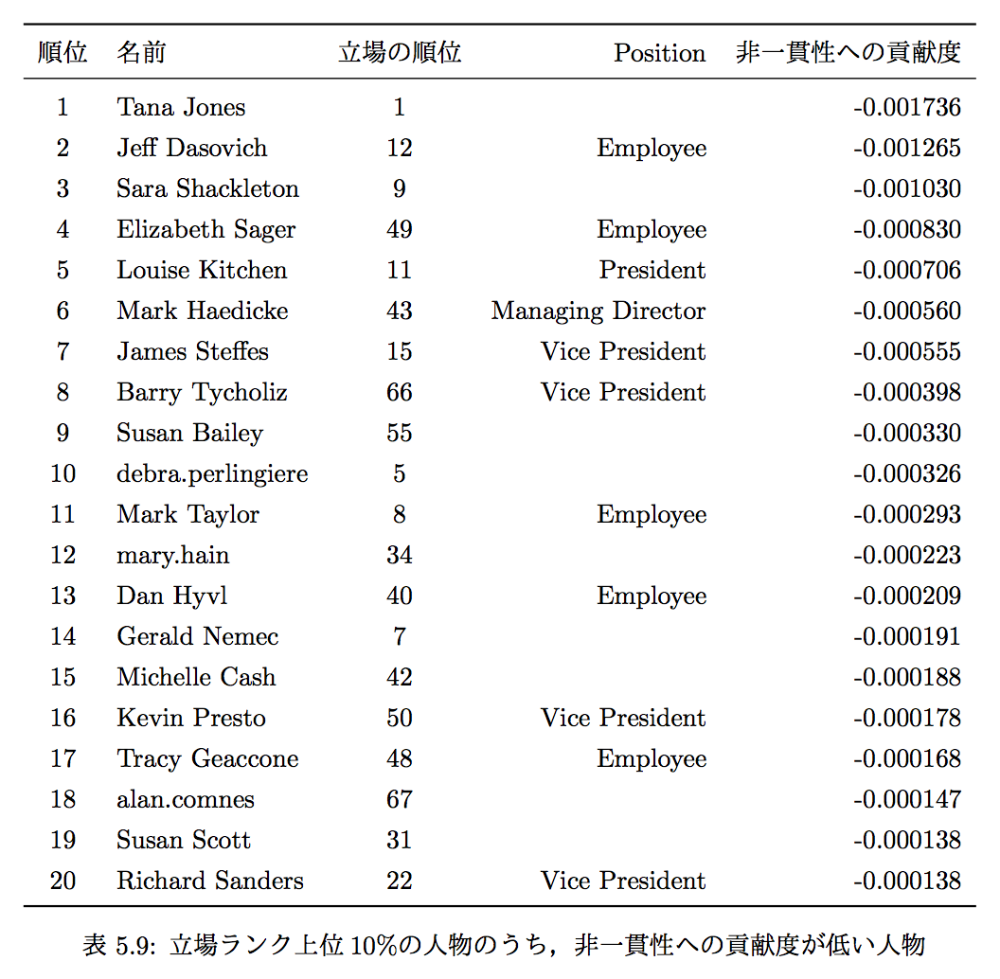 順位 名前 立場の順位 Position 非一貫性への貢献度
1 Tana Jones 1 -0.001736
2 Jeff Dasovich 12 Employee -0.001265
3 Sara Shackleton 9 -0.001030
4 Elizabeth Sager 49 Employee -0.000830
5 Louise Kitchen 11 President -0.000706
6 Mark Haedicke 43 Managing Director -0.000560
7 James Steffes 15 Vice President -0.000555
8 Barry Tycholiz 66 Vice President -0.000398
9 Susan Bailey 55 -0.000330
10 debra.perlingiere 5 -0.000326
11 Mark Taylor 8 Employee -0.000293
12 mary.hain 34 -0.000223
13 Dan Hyvl 40 Employee -0.000209
14 Gerald Nemec 7 -0.000191
15 Michelle Cash 42 -0.000188
16 Kevin Presto 50 Vice President -0.000178
17 Tracy Geaccone 48 Employee -0.000168
18 alan.comnes 67 -0.000147
19 Susan Scott 31 -0.000138
20 Richard Sanders 22 Vice President -0.000138
表 5.9: 立場ランク上位 10%の人物のうち，非一貫性への貢献度が低い人物